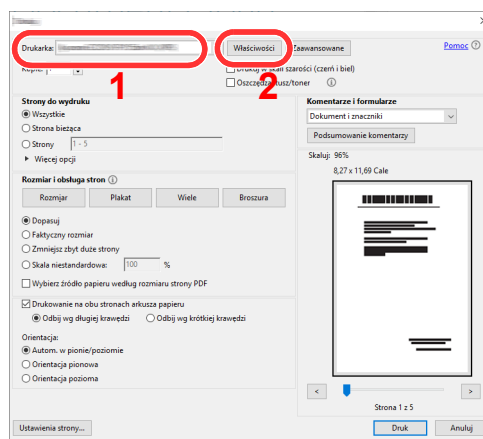 Drukarka:
Właściwości
Zaawansowane
Pomoc
Kopie: 1
Drukuj w skali szarości (czerń i biel)
Oszczędzaj tusz/toner
1
2
Strony do wydruku
Wszystkie
Strona bieżąca
Strony 1 - 5
Więcej opcji
Rozmiar i obsługa stron
Rozmjar Plakat Wiele Broszura
Dopasuj
Faktyczny rozmiar
Zmniejsz zbyt duże strony
Skala niestandardowa: 100 %
Wybierz źródło papieru według rozmiaru strony PDF
Drukowanie na obu stronach arkusza papieru
Odbij wg długiej krawędzi Odbij wg krótkiej krawędzi
Orientacja:
Autom. w pionie/poziomie
Orientacja pionowa
Orientacja pozioma
Komentarze i formularze
Dokument i znaczniki
Podsumowanie komentarzy
Skaluj: 96%
8,27 x 11,69 Cale
< >
Strona 1 z 5
Ustawienia strony...
Druk Anuluj